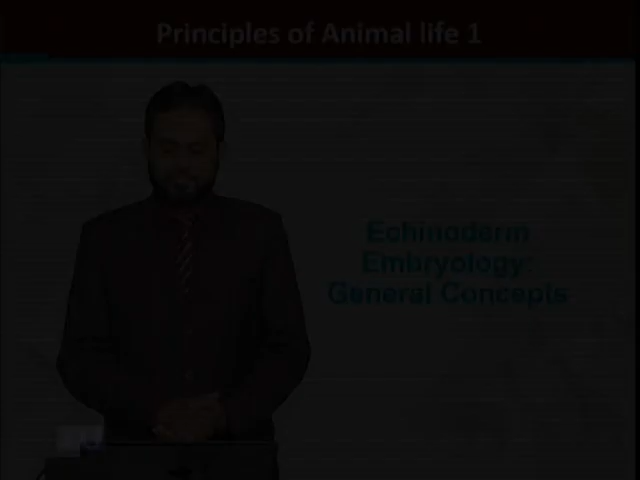 Principles of Animal life 1
Echinoderm
Embryology:
General Concepts